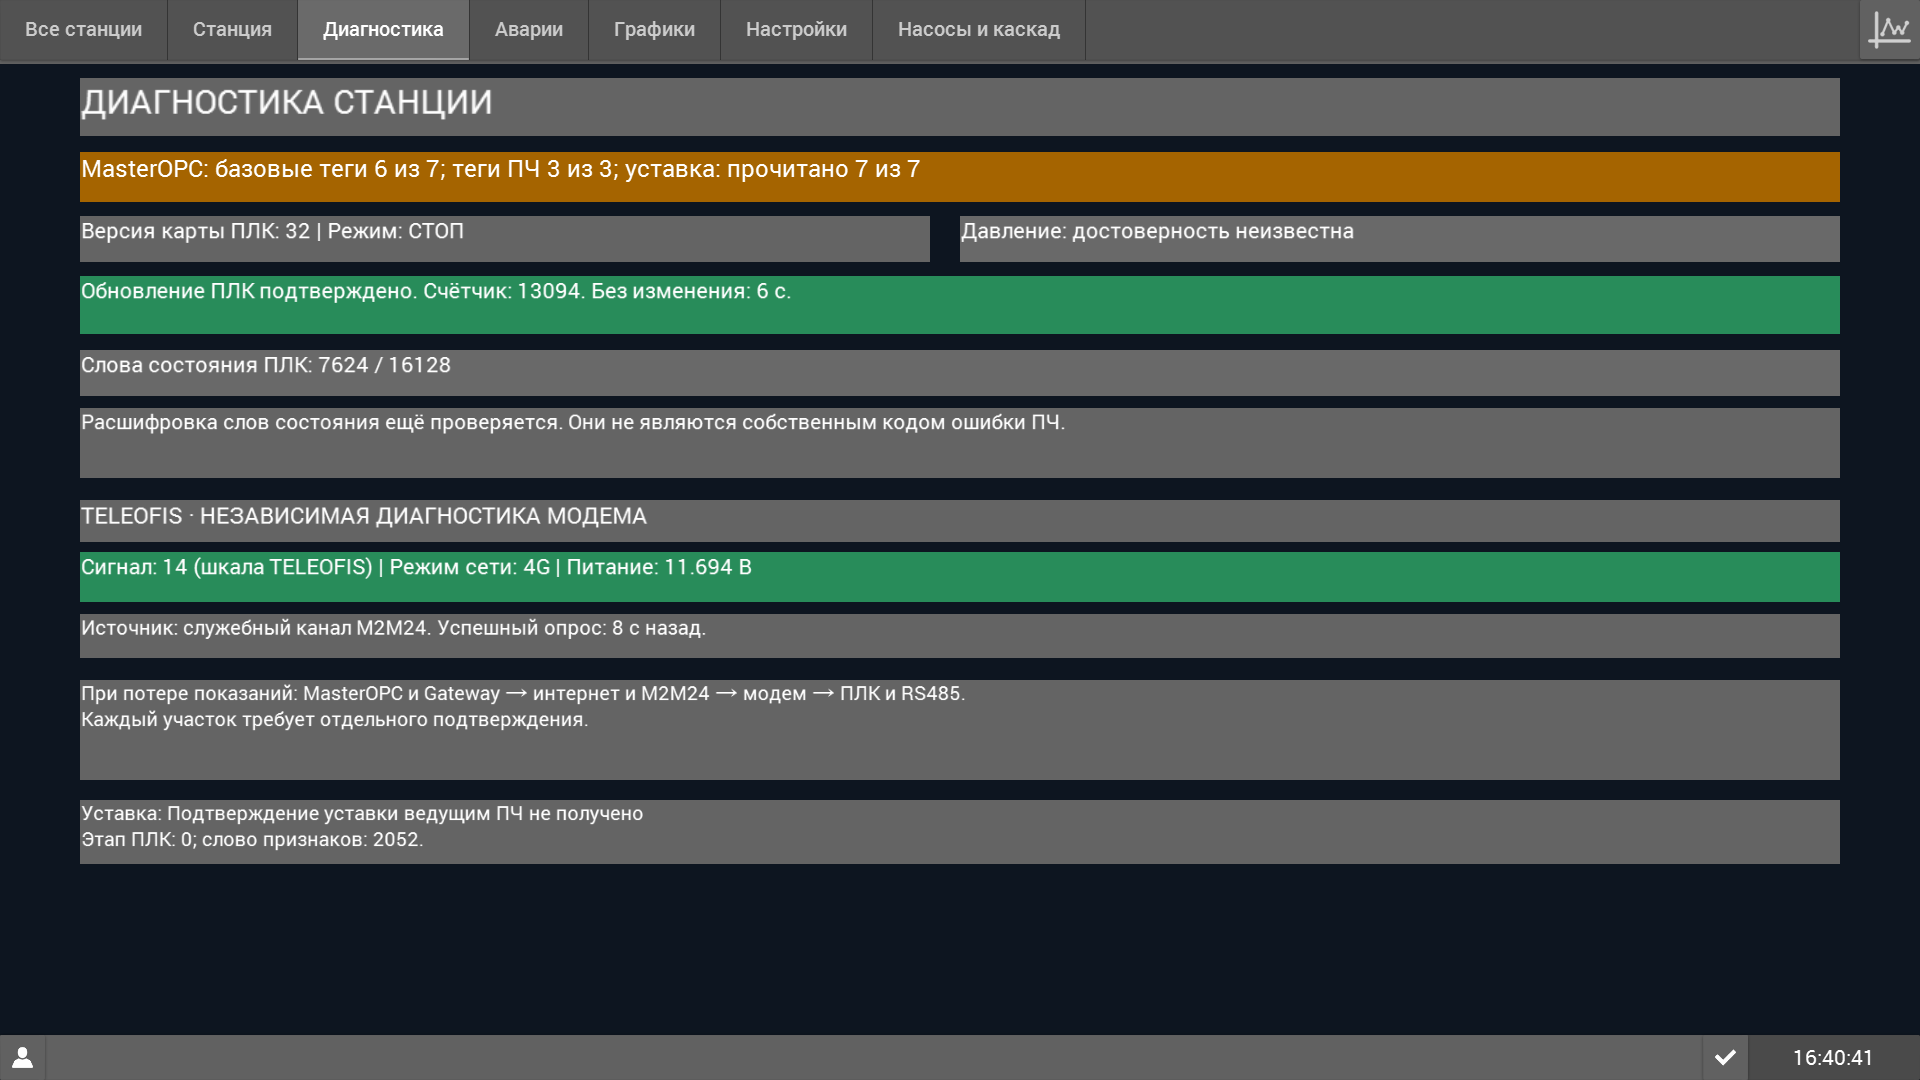 Все станции
Станция
Диагностика
Аварии
Графики
Настройки
Насосы и каскад
ДИАГНОСТИКА СТАНЦИИ
MasterOPC: базовые теги 6 из 7; теги ПЧ 3 из 3; уставка: прочитано 7 из 7
Версия карты ПЛК: 32 | Режим: СТОП
Давление: достоверность неизвестна
Обновление ПЛК подтверждено. Счётчик: 13094. Без изменения: 6 с.
Слова состояния ПЛК: 7624 / 16128
Расшифровка слов состояния ещё проверяется. Они не являются собственным кодом ошибки ПЧ.
TELEOFIS · НЕЗАВИСИМАЯ ДИАГНОСТИКА МОДЕМА
Сигнал: 14 (шкала TELEOFIS) | Режим сети: 4G | Питание: 11.694 В
Источник: служебный канал M2M24. Успешный опрос: 8 с назад.
При потере показаний: MasterOPC и Gateway → интернет и M2M24 → модем → ПЛК и RS485.
Каждый участок требует отдельного подтверждения.
Уставка: Подтверждение уставки ведущим ПЧ не получено
Этап ПЛК: 0; слово признаков: 2052.
16:40:41